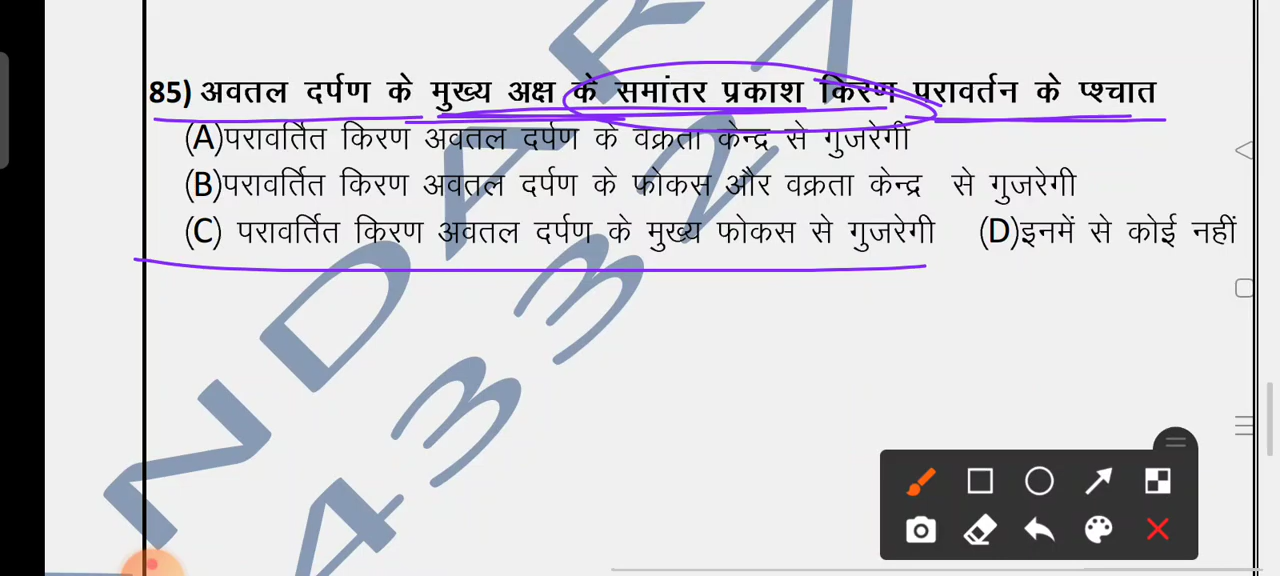 85) अवतल दर्पण के मुख्य अक्ष के समांतर प्रकाश किरण परावर्तन के प्श्चात
(A)परावर्तित किरण अवतल दर्पण के वक्रता केन्द्र से गुजरेगी
(B)परावर्तित किरण अवतल दर्पण के फोकस और वक्रता केन्द्र से गुजरेगी
(C) परावर्तित किरण अवतल दर्पण के मुख्य फोकस से गुजरेगी (D)इनमें से कोई नहीं